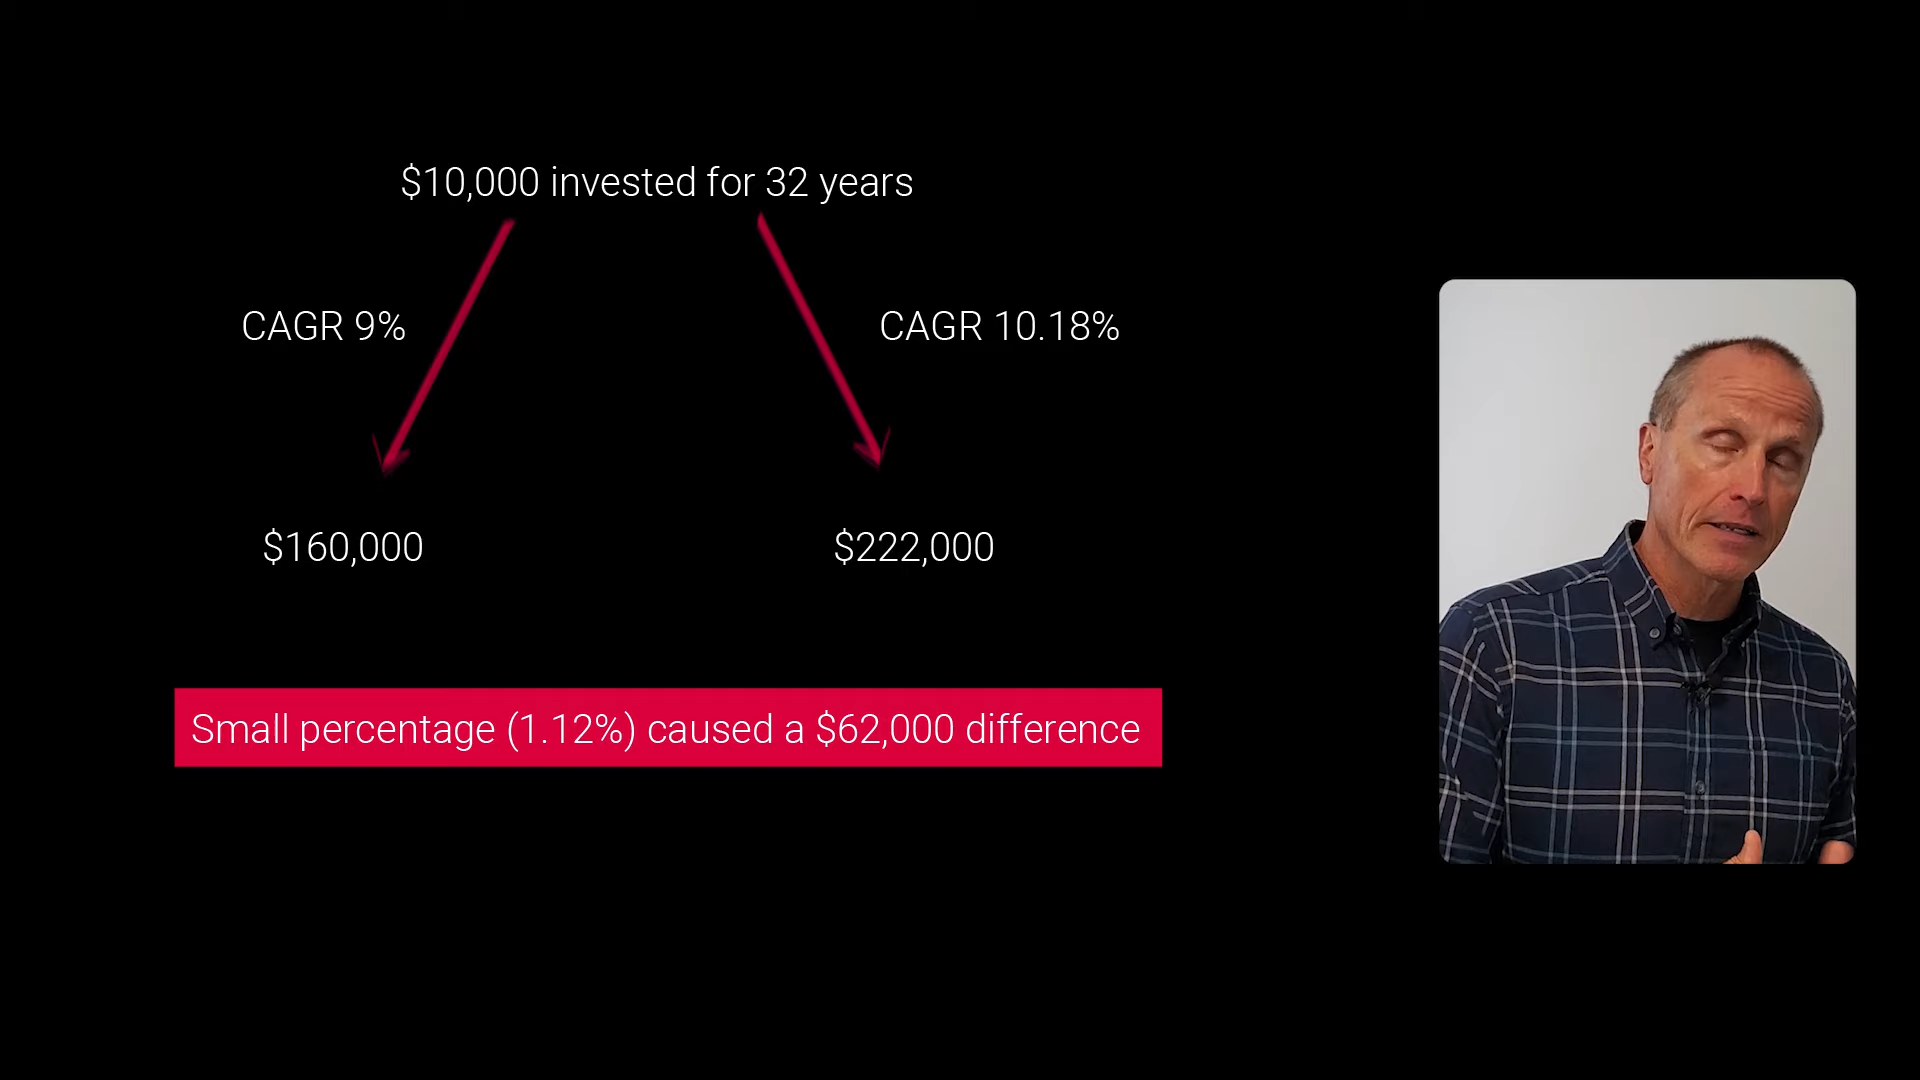 $10,000 invested for 32 years
CAGR 9%
CAGR 10.18%
$160,000
$222,000
Small percentage (1.12%) caused a $62,000 difference